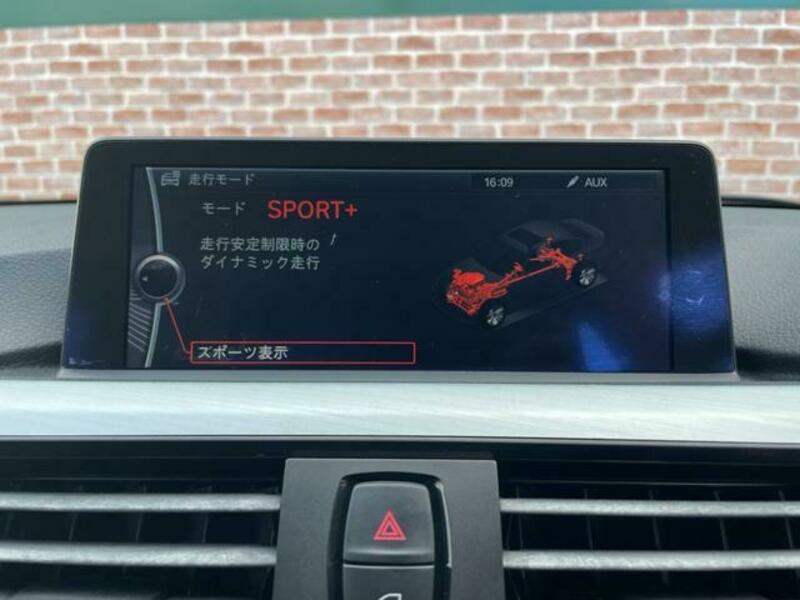 走行モード
16:09
AUX
モード SPORT+
走行安定制限時の
ダイナミック走行
スポーツ表示